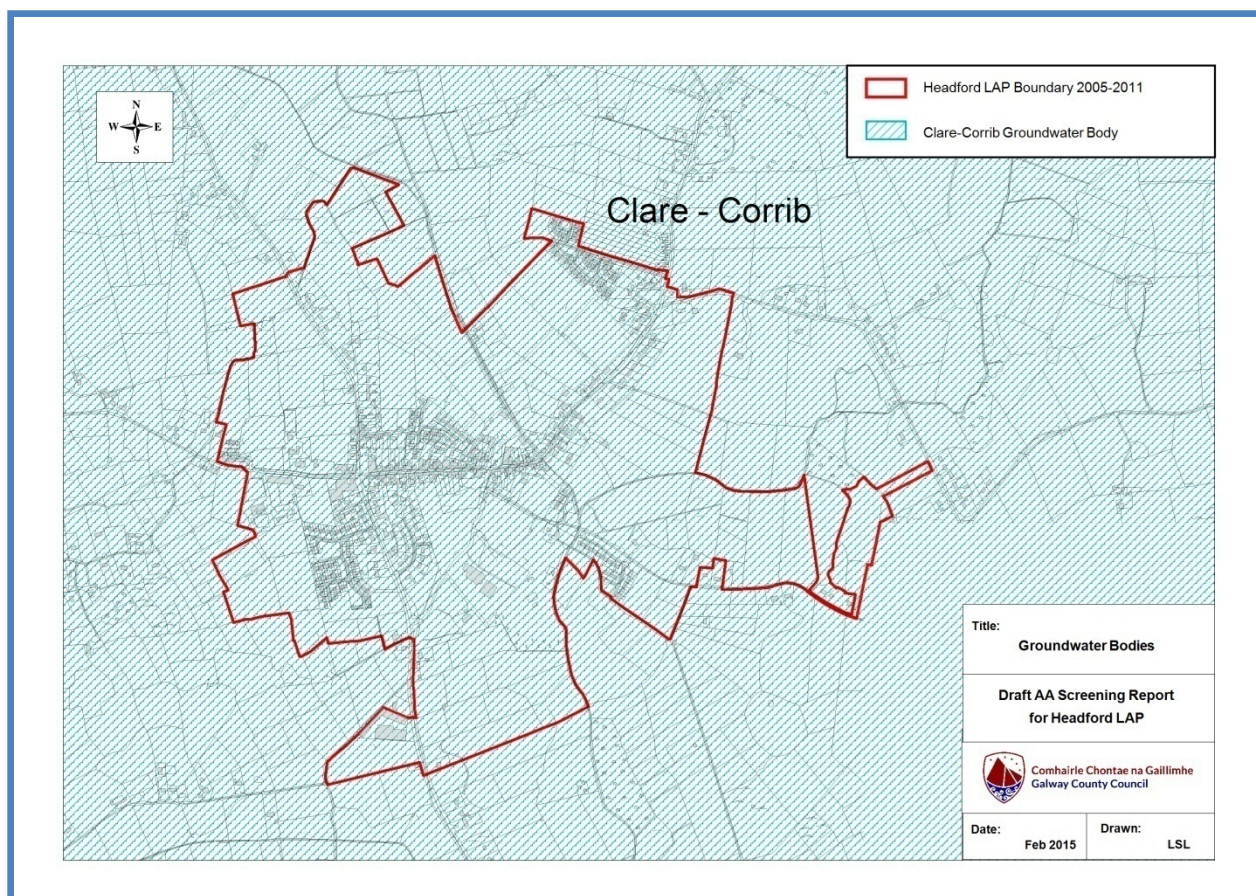 N
W E
S
Headford LAP Boundary 2005-2011
Clare-Corrib Groundwater Body
Clare - Corrib
Title:
Groundwater Bodies
Draft AA Screening Report
for Headford LAP
Comhairle Chontae na Gaillimhe
Galway County Council
Date:
Feb 2015
Drawn:
LSL